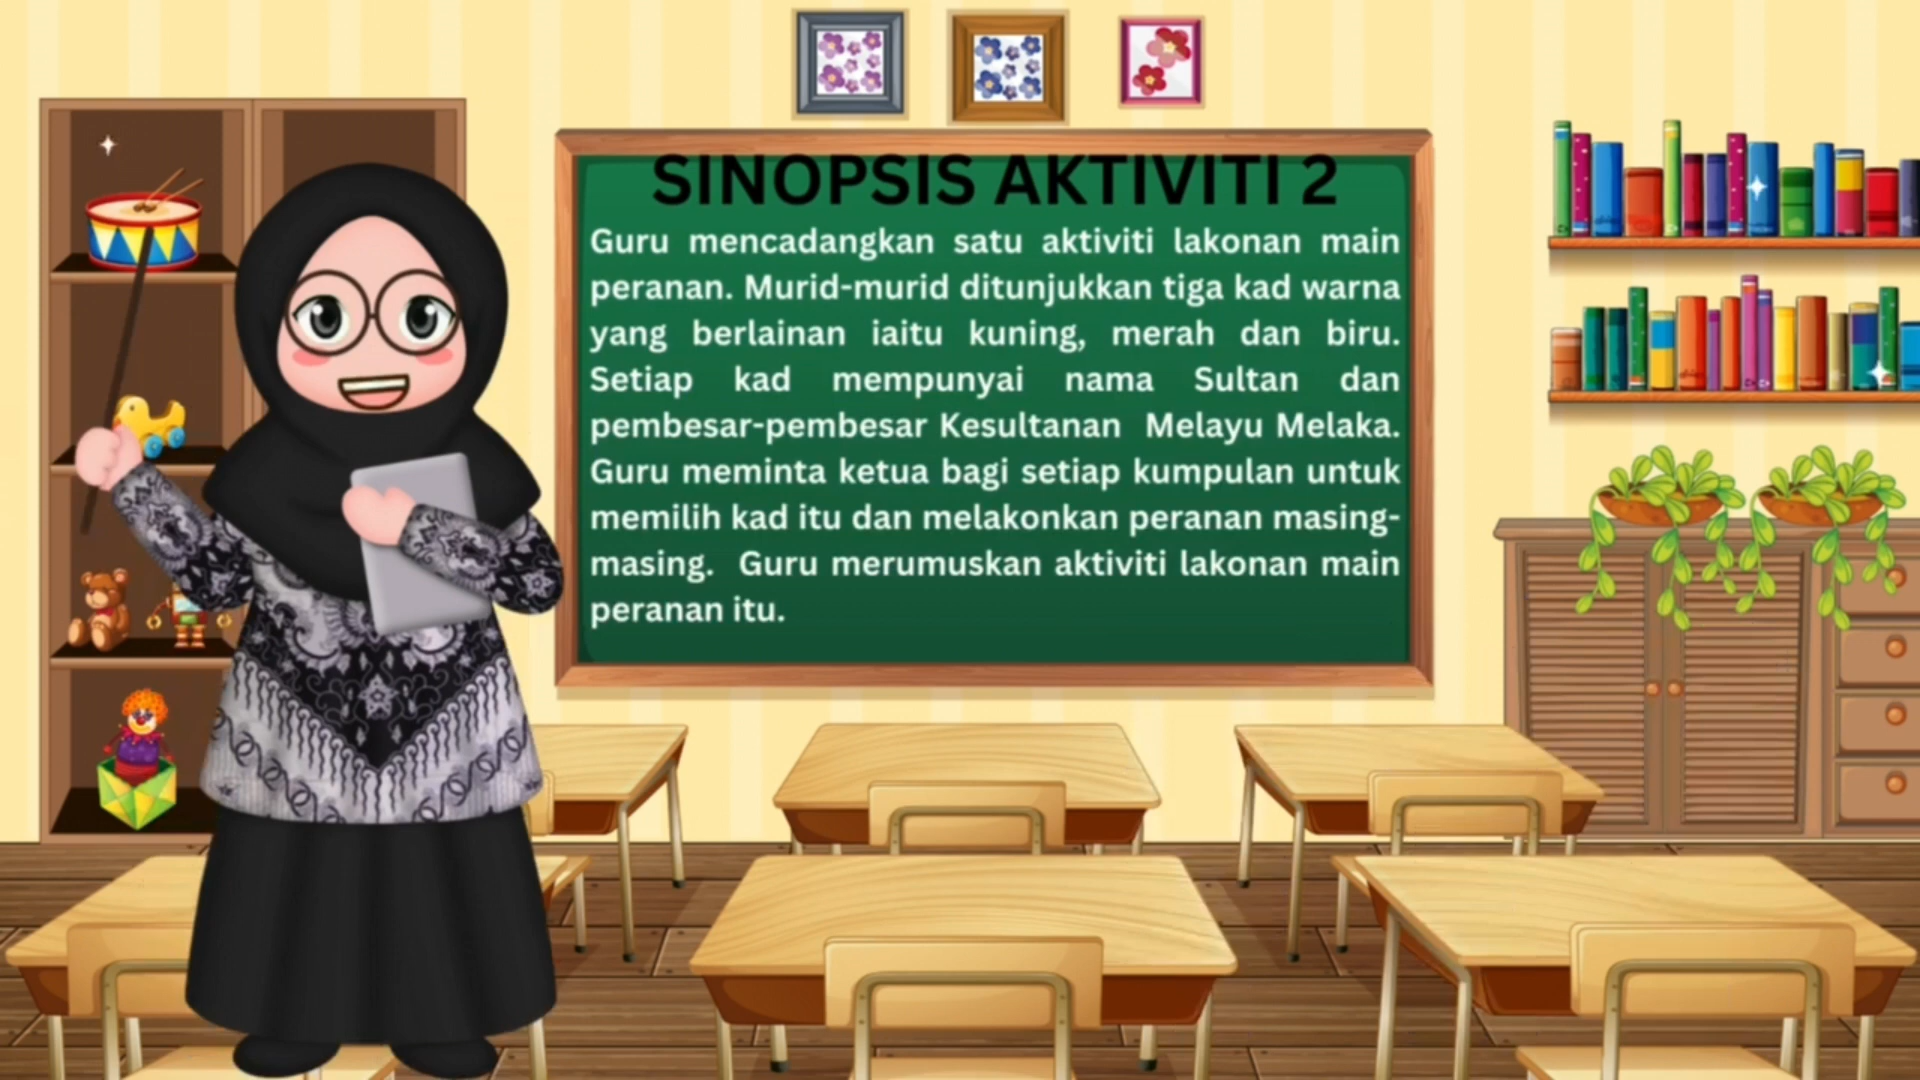 SINOPSIS AKTIVITI 2
Guru mencadangkan satu aktiviti lakonan main
peranan. Murid-murid ditunjukkan tiga kad warna
yang berlainan iaitu kuning, merah dan biru.
Setiap kad mempunyai nama Sultan dan
pembesar-pembesar Kesultanan Melayu Melaka.
Guru meminta ketua bagi setiap kumpulan untuk
memilih kad itu dan melakonkan peranan masing-
masing. Guru merumuskan aktiviti lakonan main
peranan itu.